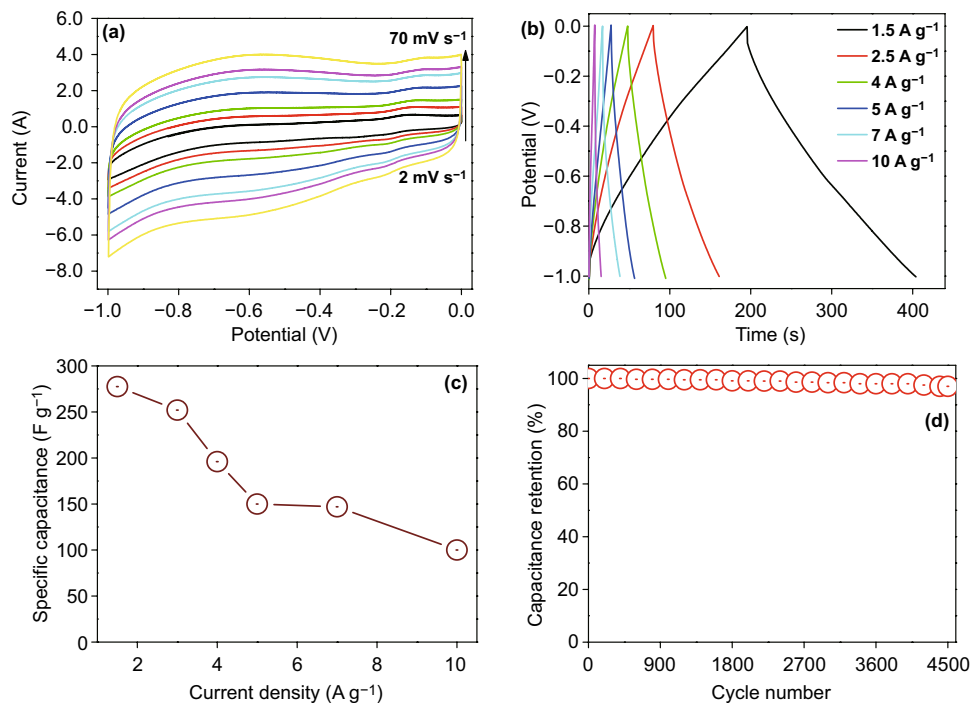 (a)
70 mV s⁻¹
2 mV s⁻¹
Current (A)
6.0
4.0
2.0
0.0
−2.0
−4.0
−6.0
−8.0
−1.0
−0.8
−0.6
−0.4
−0.2
0.0
Potential (V)
(b)
1.5 A g⁻¹
2.5 A g⁻¹
4 A g⁻¹
5 A g⁻¹
7 A g⁻¹
10 A g⁻¹
Potential (V)
0.0
−0.2
−0.4
−0.6
−0.8
−1.0
0
100
200
300
400
Time (s)
(c)
Specific capacitance (F g⁻¹)
300
250
200
150
100
50
0
2
4
6
8
10
Current density (A g⁻¹)
(d)
Capacitance retention (%)
100
80
60
40
20
0
0
900
1800
2700
3600
4500
Cycle number